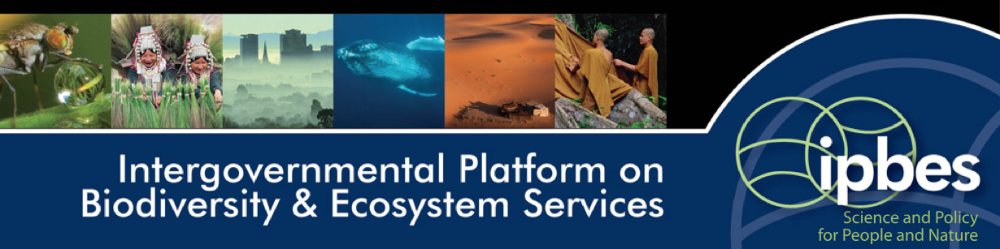 Intergovernmental Platform on
Biodiversity & Ecosystem Services
ipbes
Science and Policy
for People and Nature